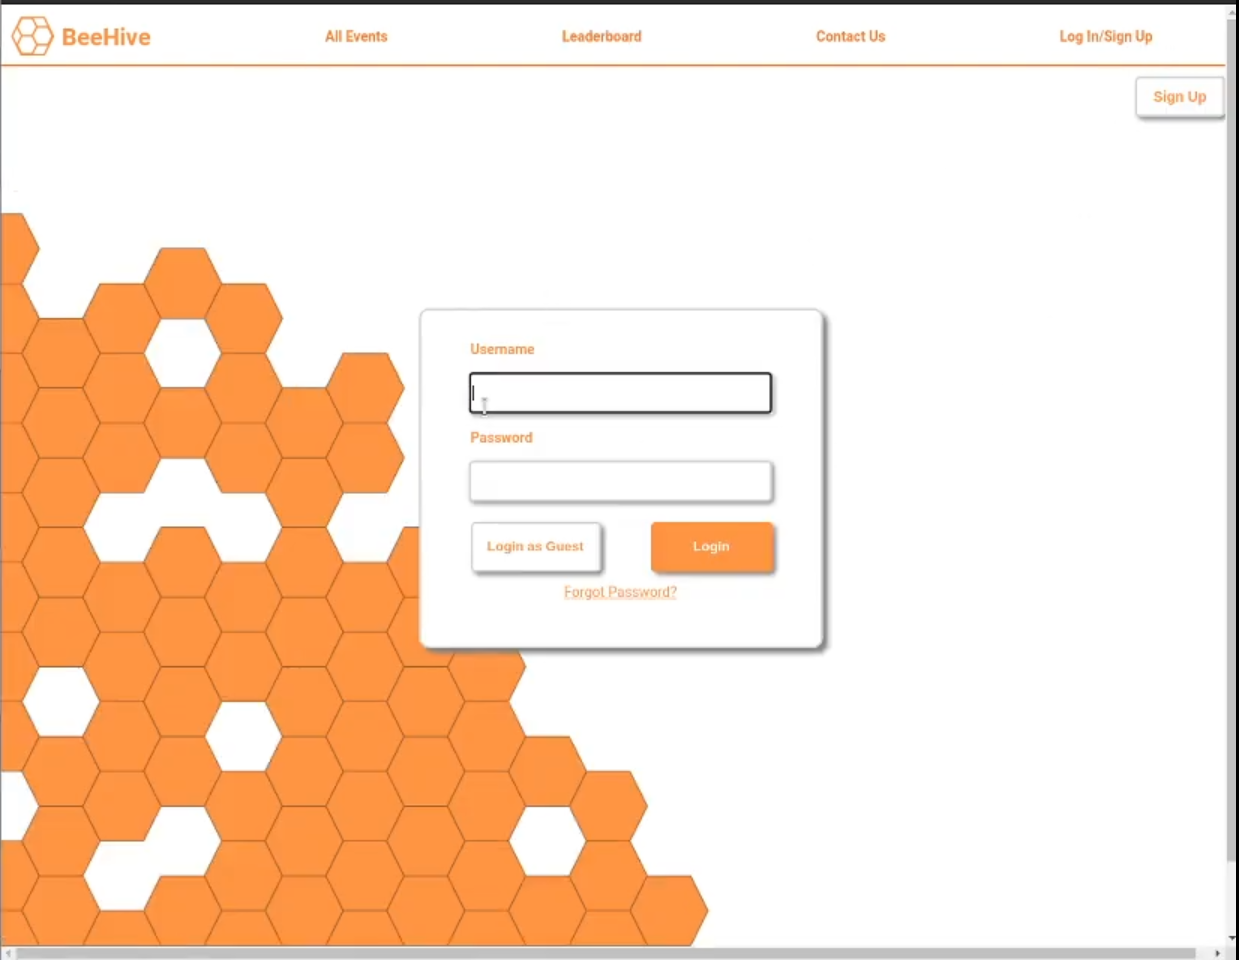 BeeHive
All Events
Leaderboard
Contact Us
Log In/Sign Up
Sign Up
Username
Password
Login as Guest
Login
Forgot Password?